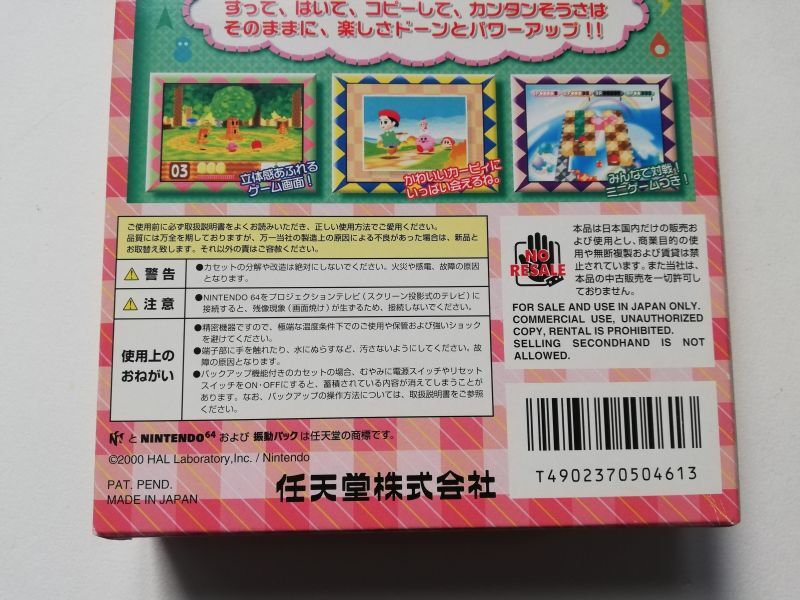 すって、はいて、コピーして、カンタンそうさは
そのままに、楽しさドーンとパワーアップ!!
03
立体感あふれる
ゲーム画面!
かわいいカービィに
いっぱい会えるね。
みんなで対戦!
ミニゲームつき!
ご使用前に必ず取扱説明書をよくお読みいただき、正しい使用方法でご愛用ください。
品質には万全を期しておりますが、万一当社の製造上の原因による不良があった場合は、新品と
お取替え致します。それ以外の責はご容赦ください。
警告
●カセットの分解や改造は絶対にしないでください。火災や感電、故障の原因
となります。
注意
●NINTENDO 64をプロジェクションテレビ(スクリーン投影式のテレビ)に
接続すると、残像現象(画面焼け)が生ずるため、接続しないでください。
使用上の
おねがい
●精密機器ですので、極端な温度条件下でのご使用や保管および強いショック
を避けてください。
●端子部に手を触れたり、水にぬらすなど、汚さないようにしてください。故
障の原因となります。
●バックアップ機能付きのカセットの場合、むやみに電源スイッチやリセット
スイッチをON・OFFにすると、蓄積されている内容が消えてしまうことが
あります。なお、バックアップの操作方法については、取扱説明書をご参照
ください。
と NINTENDO64 および 振動パック は任天堂の商標です。
©2000 HAL Laboratory,Inc. / Nintendo
PAT. PEND.
MADE IN JAPAN
任天堂株式会社
NO
RESALE
本品は日本国内だけの販売お
よび使用とし、商業目的の使
用や無断複製および賃貸は禁
止されています。また当社は、
本品の中古販売を一切許可し
ておりません。
FOR SALE AND USE IN JAPAN ONLY.
COMMERCIAL USE, UNAUTHORIZED
COPY, RENTAL IS PROHIBITED.
SELLING SECONDHAND IS NOT
ALLOWED.
T4902370504613